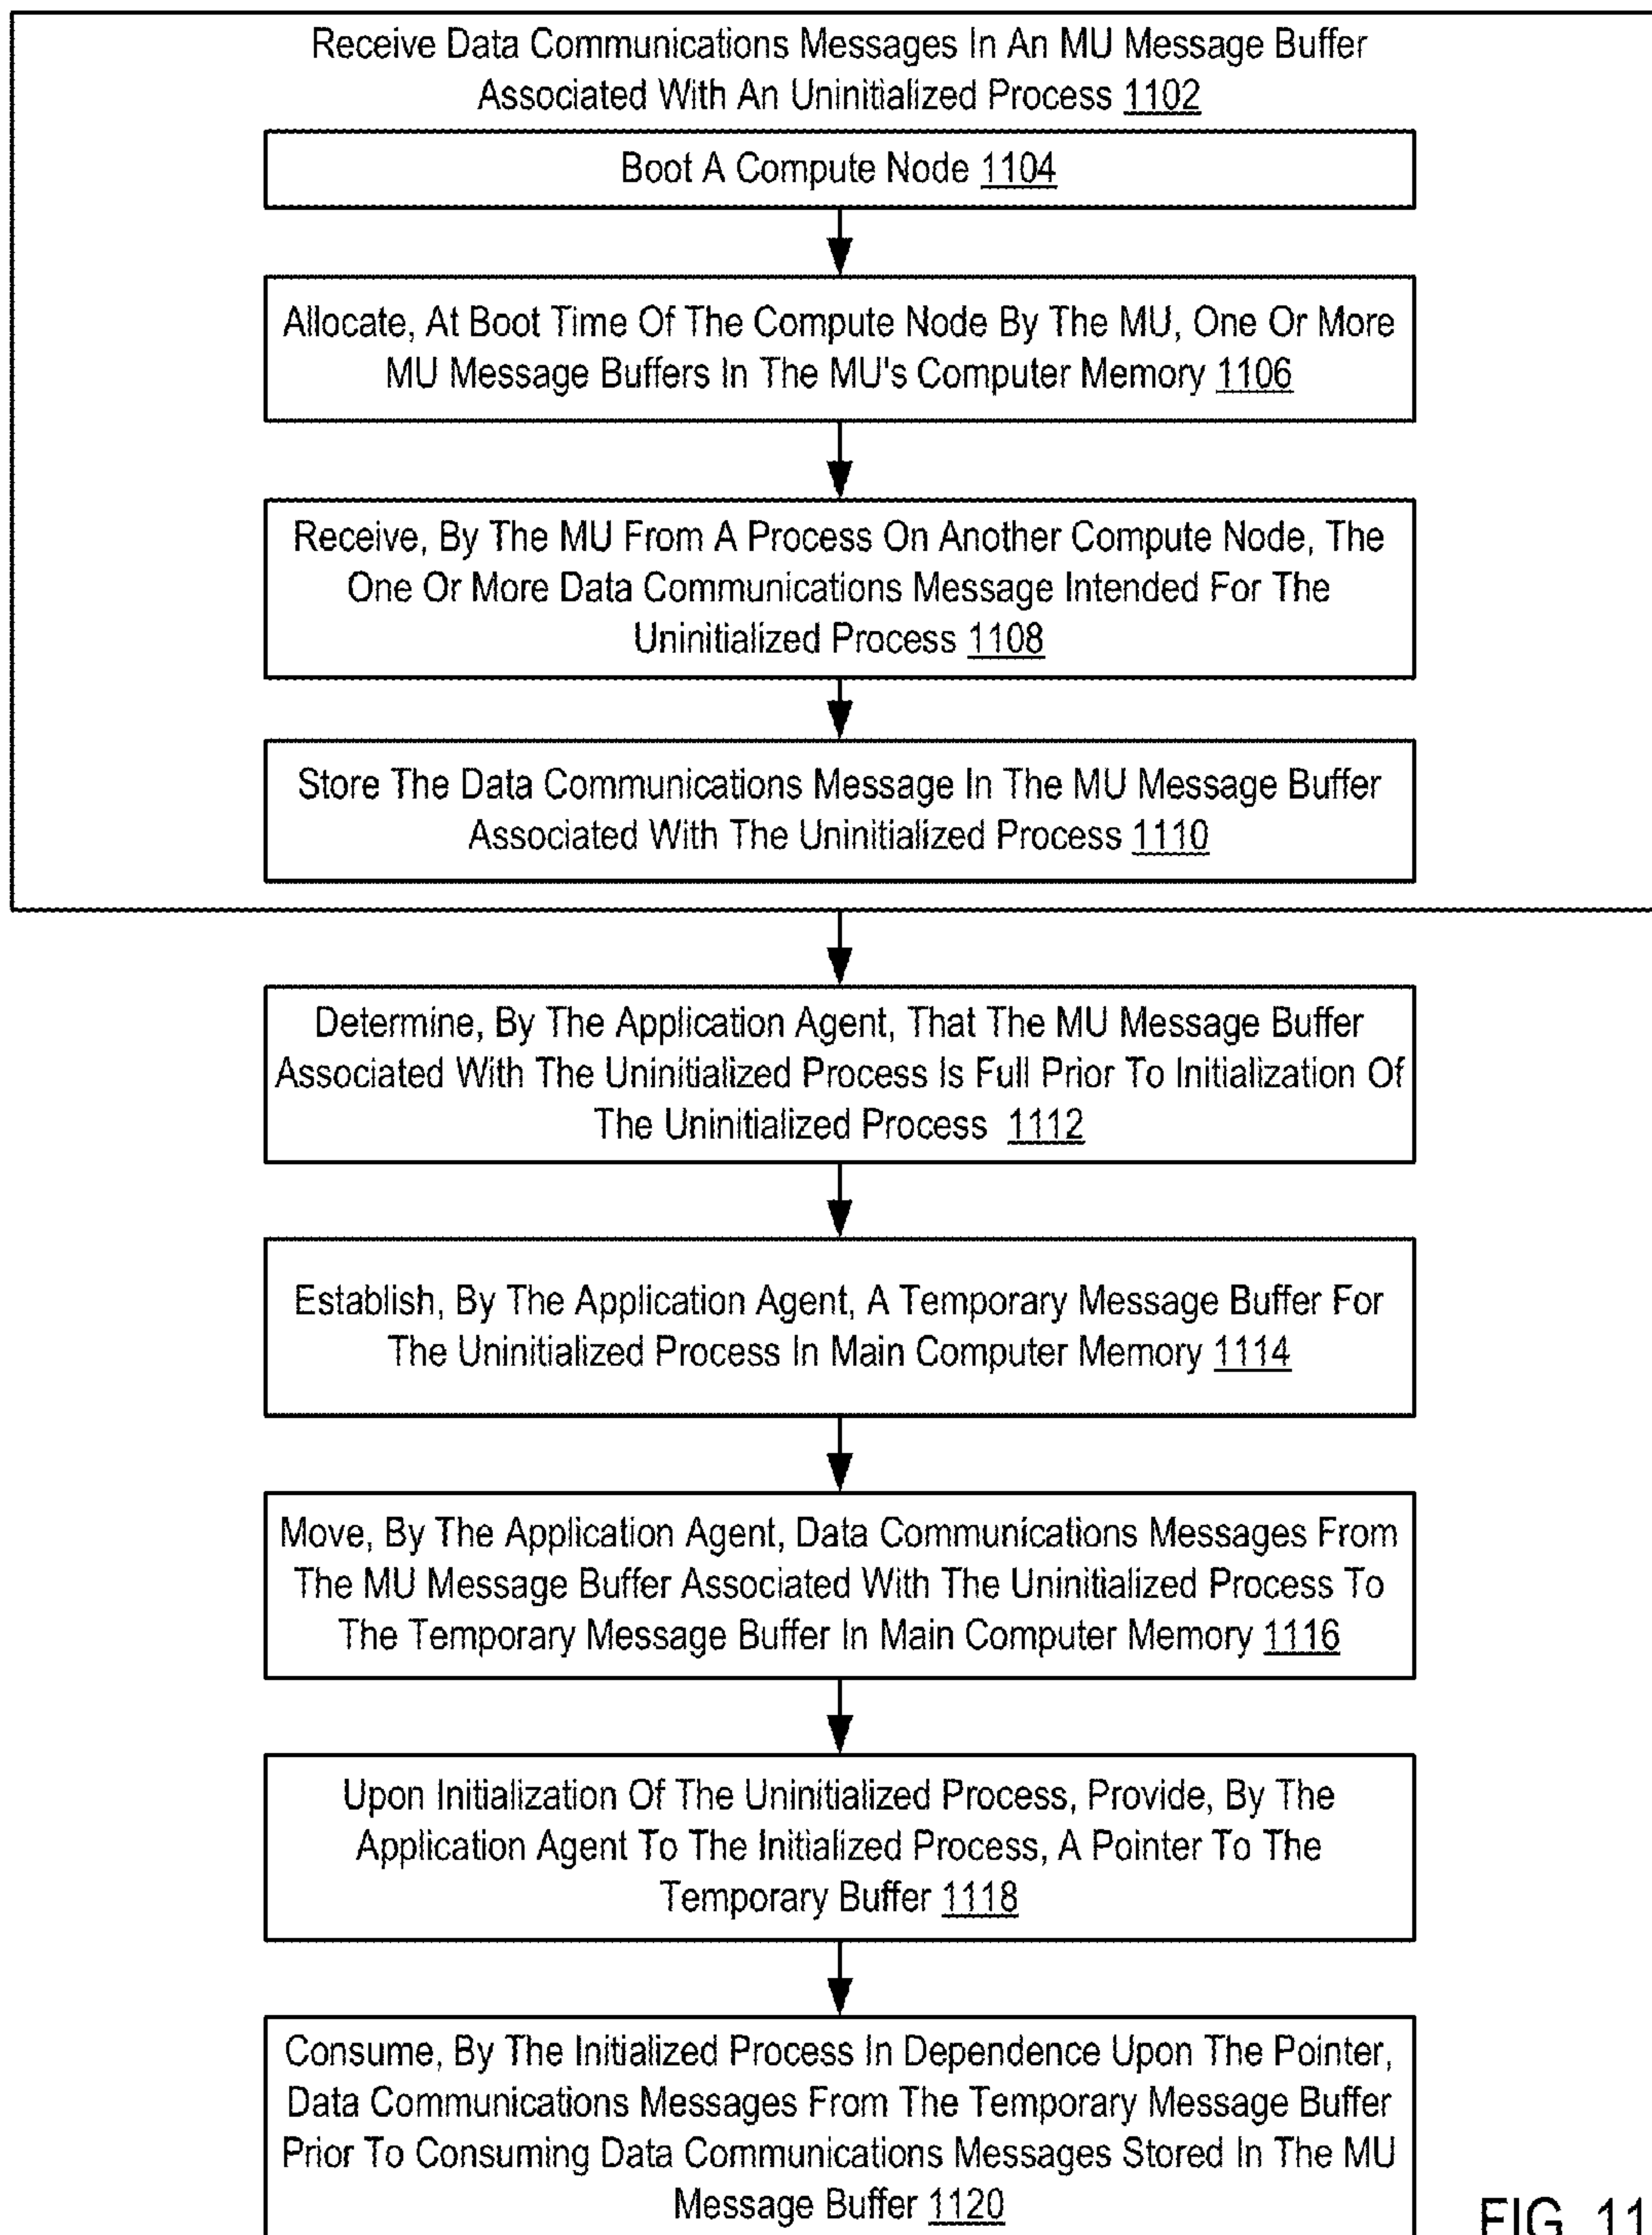 Receive Data Communications Messages In An MU Message Buffer
Associated With An Uninitialized Process 1102
Boot A Compute Node 1104
Allocate, At Boot Time Of The Compute Node By The MU, One Or More
MU Message Buffers In The MU's Computer Memory 1106
Receive, By The MU From A Process On Another Compute Node, The
One Or More Data Communications Message Intended For The
Uninitialized Process 1108
Store The Data Communications Message In The MU Message Buffer
Associated With The Uninitialized Process 1110
Determine, By The Application Agent, That The MU Message Buffer
Associated With The Uninitialized Process Is Full Prior To Initialization Of
The Uninitialized Process 1112
Establish, By The Application Agent, A Temporary Message Buffer For
The Uninitialized Process In Main Computer Memory 1114
Move, By The Application Agent, Data Communications Messages From
The MU Message Buffer Associated With The Uninitialized Process To
The Temporary Message Buffer In Main Computer Memory 1116
Upon Initialization Of The Uninitialized Process, Provide, By The
Application Agent To The Initialized Process, A Pointer To The
Temporary Buffer 1118
Consume, By The Initialized Process In Dependence Upon The Pointer,
Data Communications Messages From The Temporary Message Buffer
Prior To Consuming Data Communications Messages Stored In The MU
Message Buffer 1120
FIG. 11